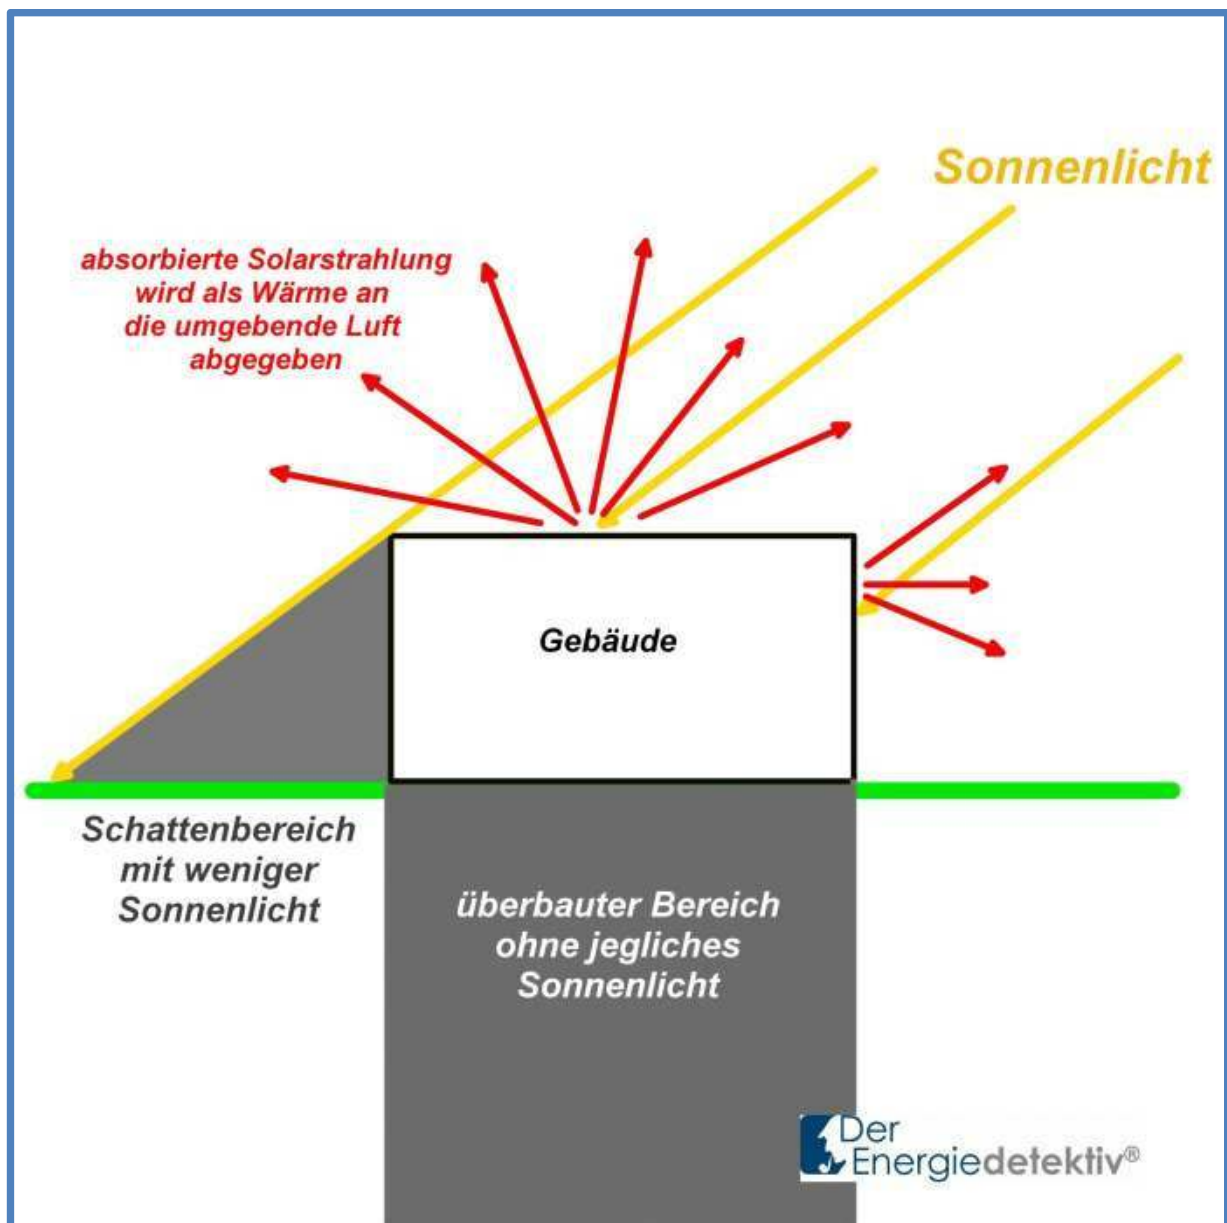 Sonnenlicht
absorbierte Solarstrahlung
wird als Wärme an
die umgebende Luft
abgegeben
Gebäude
Schattenbereich
mit weniger
Sonnenlicht
überbauter Bereich
ohne jegliches
Sonnenlicht
Der
Energiedetektiv®